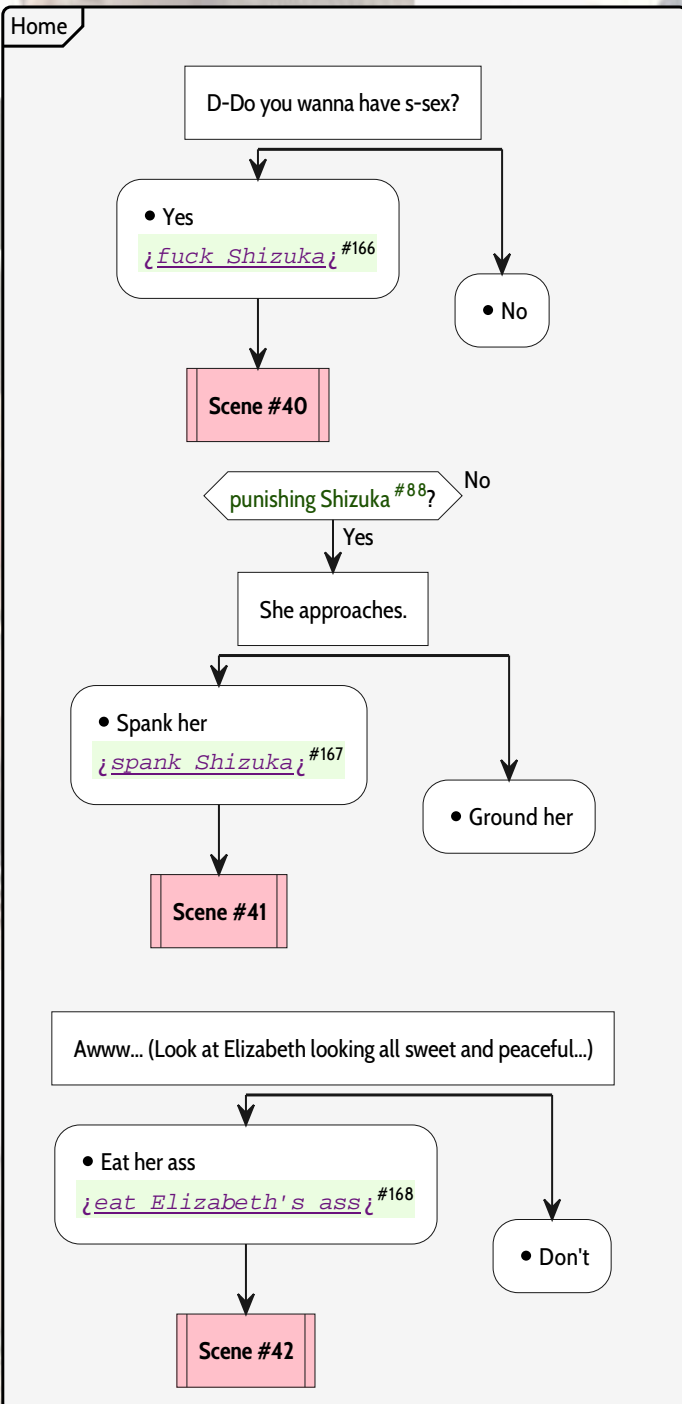 Home
D-Do you wanna have s-sex?
• Yes
¿fuck Shizuka¿#166
• No
Scene #40
punishing Shizuka #88?
No
Yes
She approaches.
• Spank her
¿spank Shizuka¿#167
• Ground her
Scene #41
Awww... (Look at Elizabeth looking all sweet and peaceful...)
• Eat her ass
¿eat Elizabeth's ass¿#168
• Don't
Scene #42